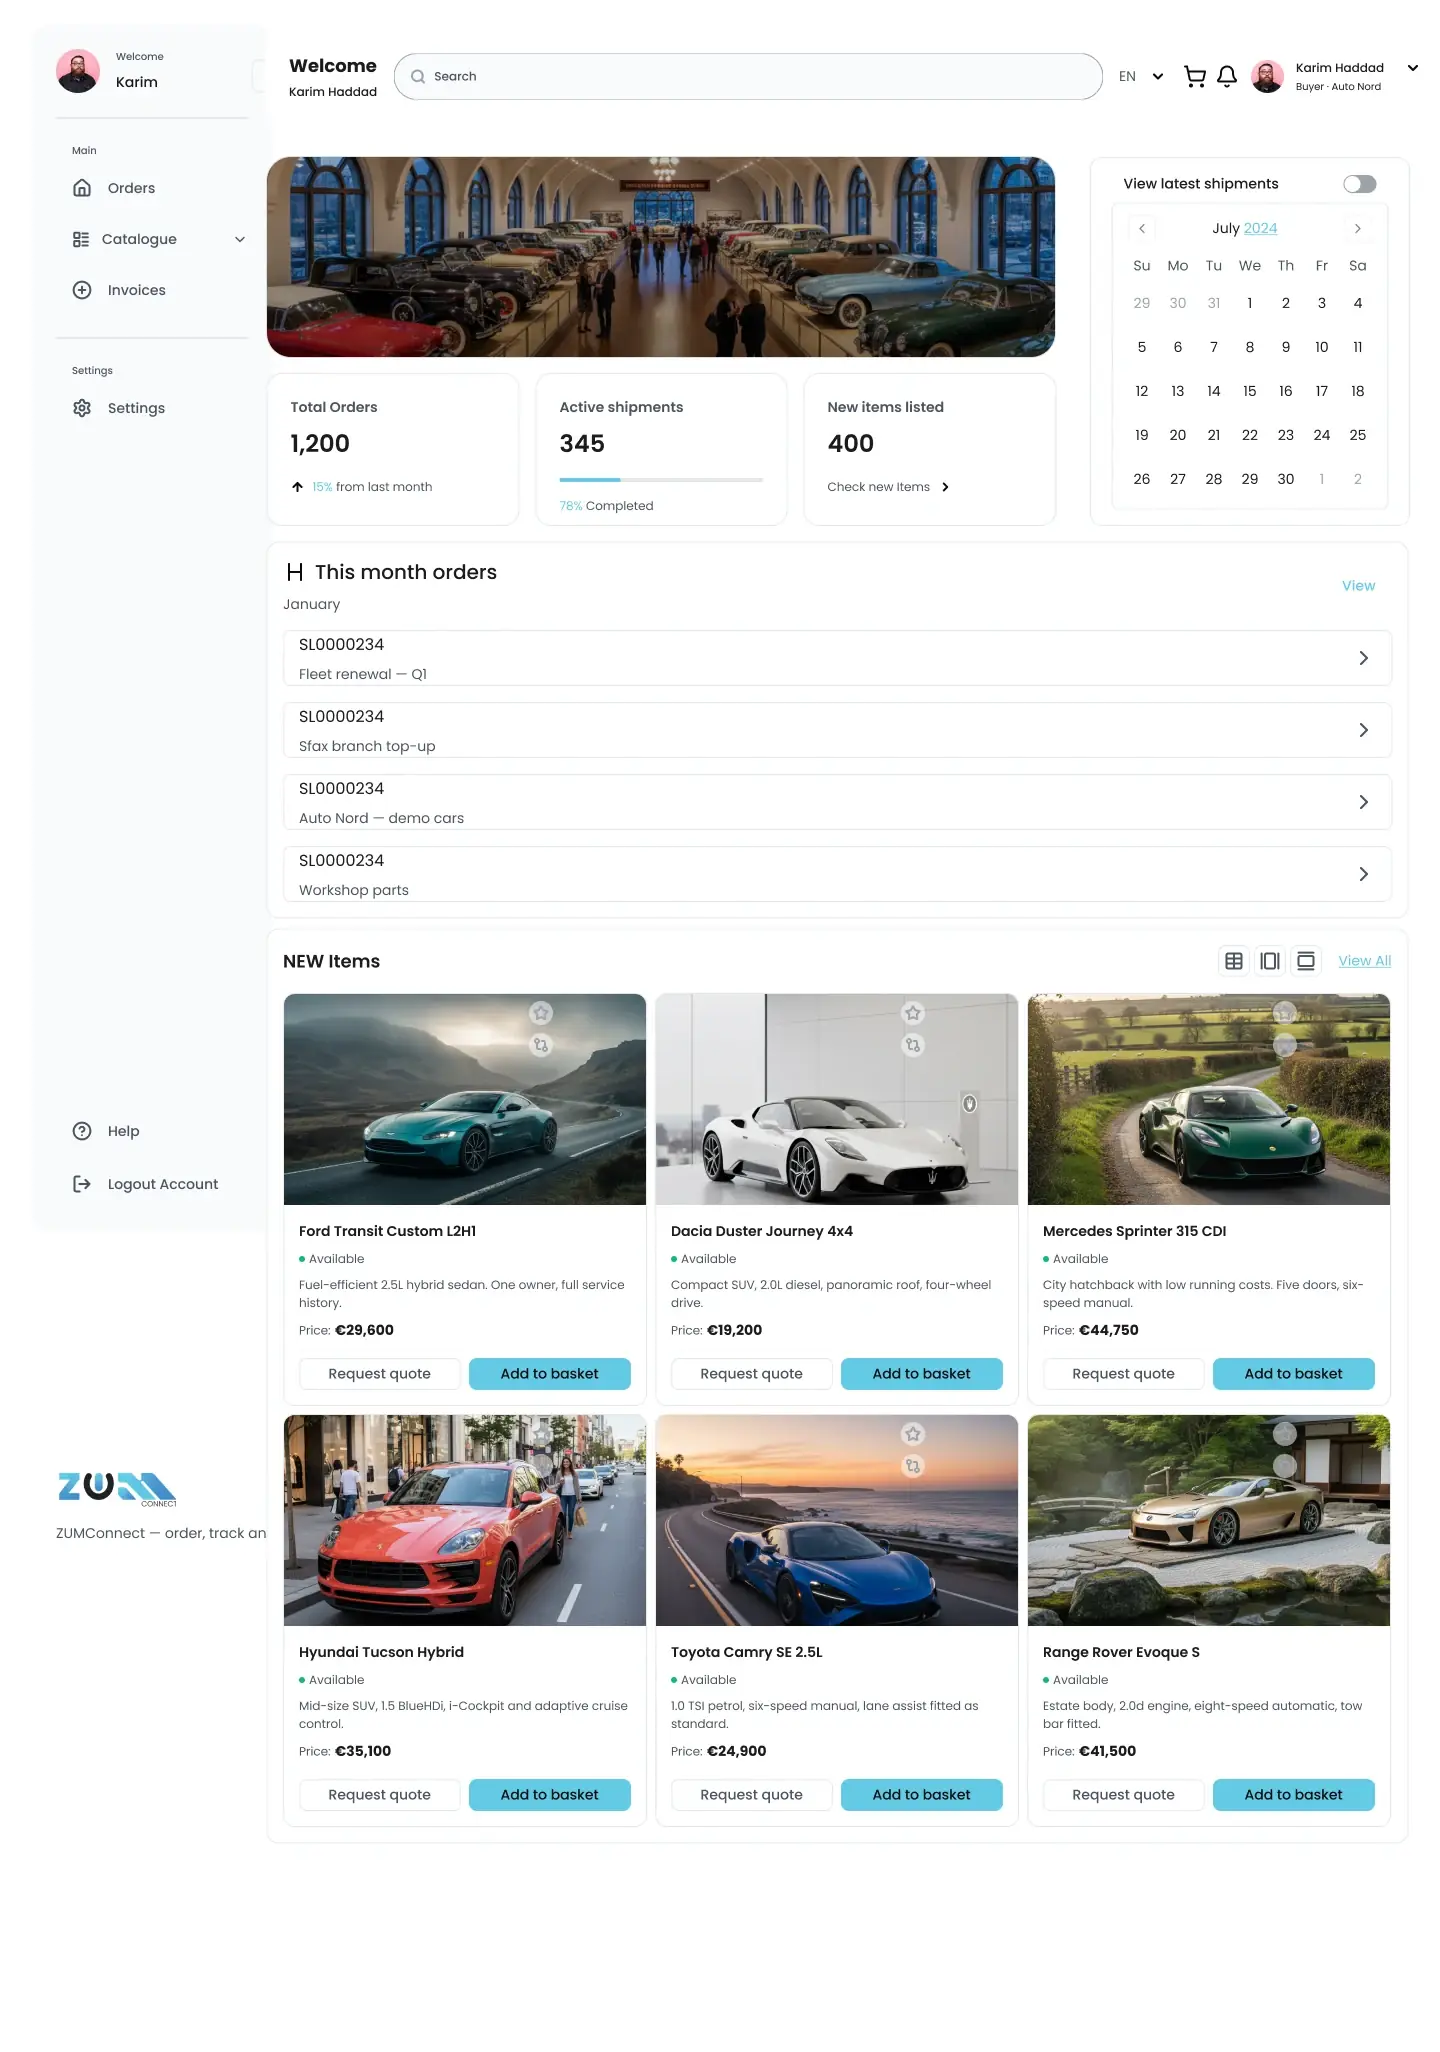 Welcome
Karim
Main
Orders
Catalogue
Invoices
Settings
Settings
Help
Logout Account
ZUM
CONNECT
ZUMConnect — order, track an
Welcome
Karim Haddad
Search
EN
Karim Haddad
Buyer · Auto Nord
View latest shipments
July 2024
Su Mo Tu We Th Fr Sa
29 30 31 1 2 3 4
5 6 7 8 9 10 11
12 13 14 15 16 17 18
19 20 21 22 23 24 25
26 27 28 29 30 1 2
Total Orders
1,200
15% from last month
Active shipments
345
78% Completed
New items listed
400
Check new Items
This month orders
View
January
SL0000234
Fleet renewal — Q1
SL0000234
Sfax branch top-up
SL0000234
Auto Nord — demo cars
SL0000234
Workshop parts
NEW Items
View All
Ford Transit Custom L2H1
Available
Fuel-efficient 2.5L hybrid sedan. One owner, full service
history.
Price: €29,600
Request quote
Add to basket
Dacia Duster Journey 4x4
Available
Compact SUV, 2.0L diesel, panoramic roof, four-wheel
drive.
Price: €19,200
Request quote
Add to basket
Mercedes Sprinter 315 CDI
Available
City hatchback with low running costs. Five doors, six-
speed manual.
Price: €44,750
Request quote
Add to basket
Hyundai Tucson Hybrid
Available
Mid-size SUV, 1.5 BlueHDi, i-Cockpit and adaptive cruise
control.
Price: €35,100
Request quote
Add to basket
Toyota Camry SE 2.5L
Available
1.0 TSI petrol, six-speed manual, lane assist fitted as
standard.
Price: €24,900
Request quote
Add to basket
Range Rover Evoque S
Available
Estate body, 2.0d engine, eight-speed automatic, tow
bar fitted.
Price: €41,500
Request quote
Add to basket